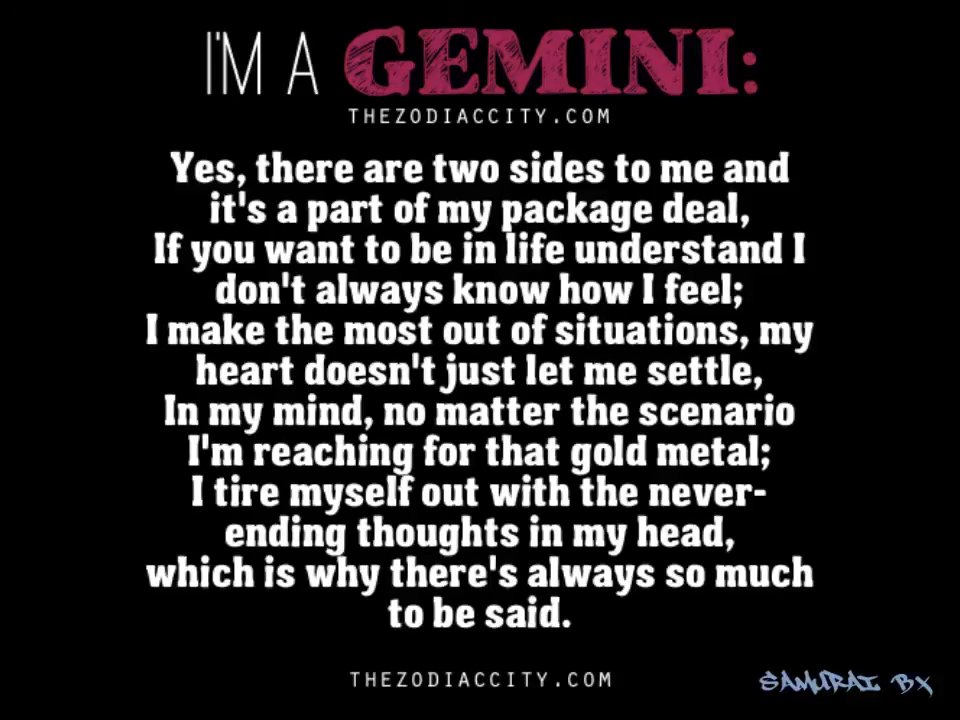 I'M A GEMINI:
THEZODIACCITY.COM
Yes, there are two sides to me and
it's a part of my package deal,
If you want to be in life understand I
don't always know how I feel;
I make the most out of situations, my
heart doesn't just let me settle,
In my mind, no matter the scenario
I'm reaching for that gold metal;
I tire myself out with the never-
ending thoughts in my head,
which is why there's always so much
to be said.
THEZODIACCITY.COM
SAMURAI BX